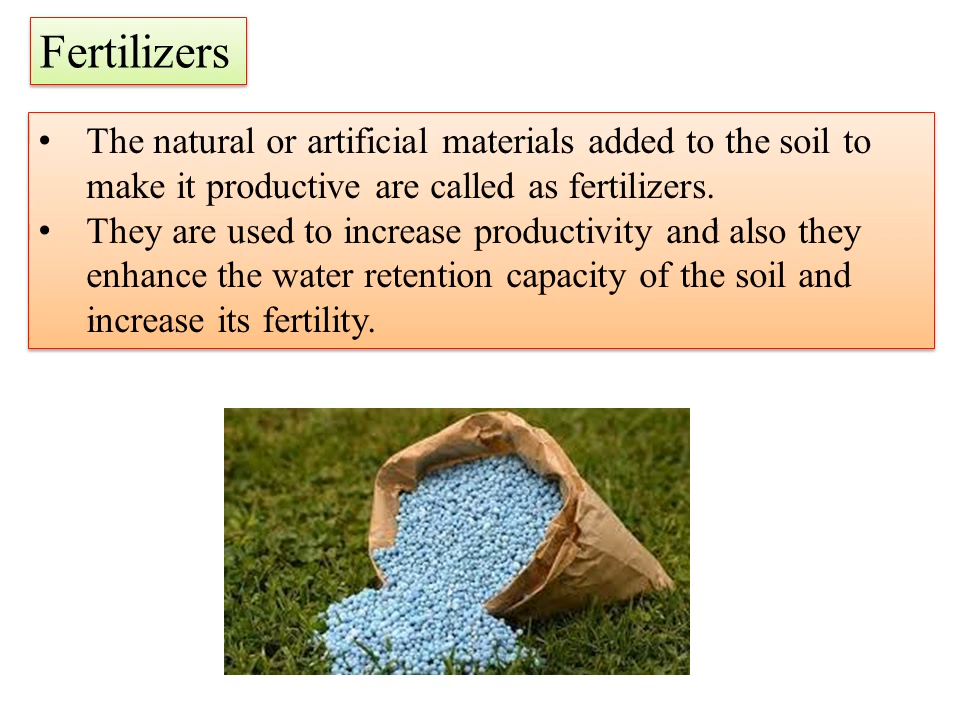 Fertilizers
• The natural or artificial materials added to the soil to
make it productive are called as fertilizers.
• They are used to increase productivity and also they
enhance the water retention capacity of the soil and
increase its fertility.